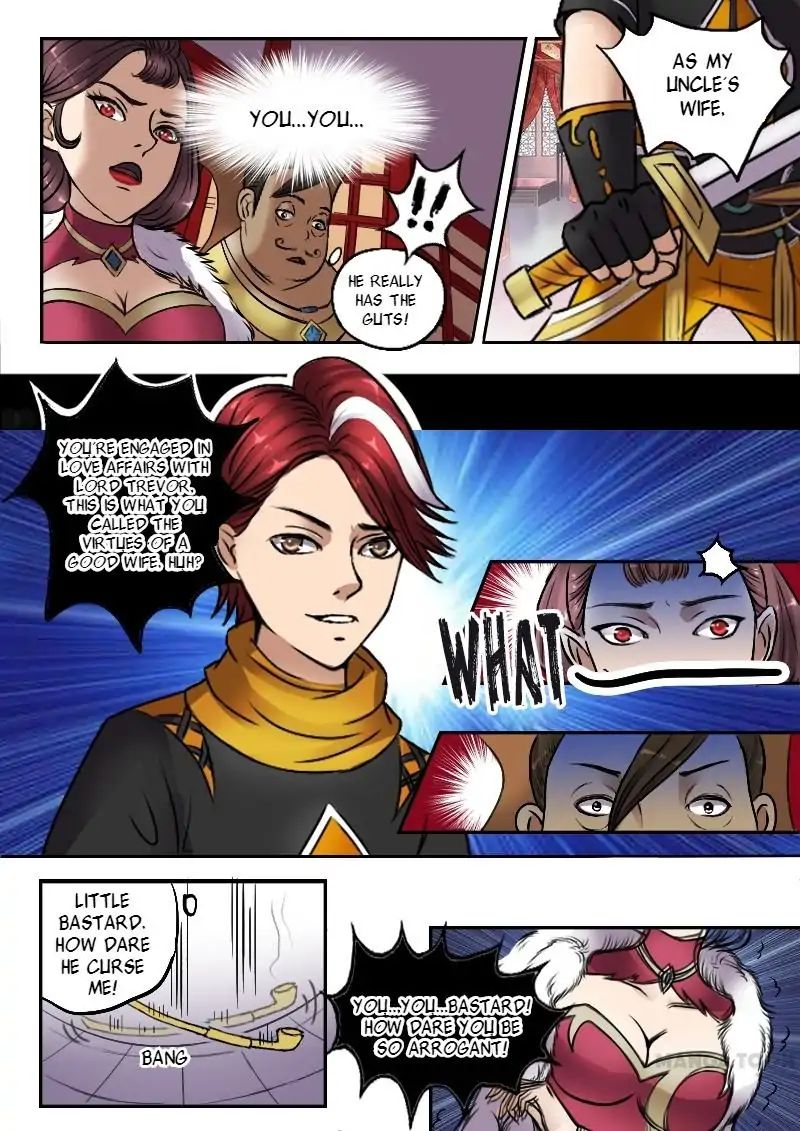 YOU...YOU...
!!
HE REALLY
HAS THE
GUTS!
AS MY
UNCLE'S
WIFE,
YOU'RE ENGAGED IN
LOVE AFFAIRS WITH
LORD TREVOR.
THIS IS WHAT YOU
CALLED THE
VIRTUES OF A
GOOD WIFE, HUH?
WHAT
LITTLE
BASTARD.
HOW DARE
HE CURSE
ME!
BANG
YOU...YOU...BASTARD!
HOW DARE YOU BE
SO ARROGANT!